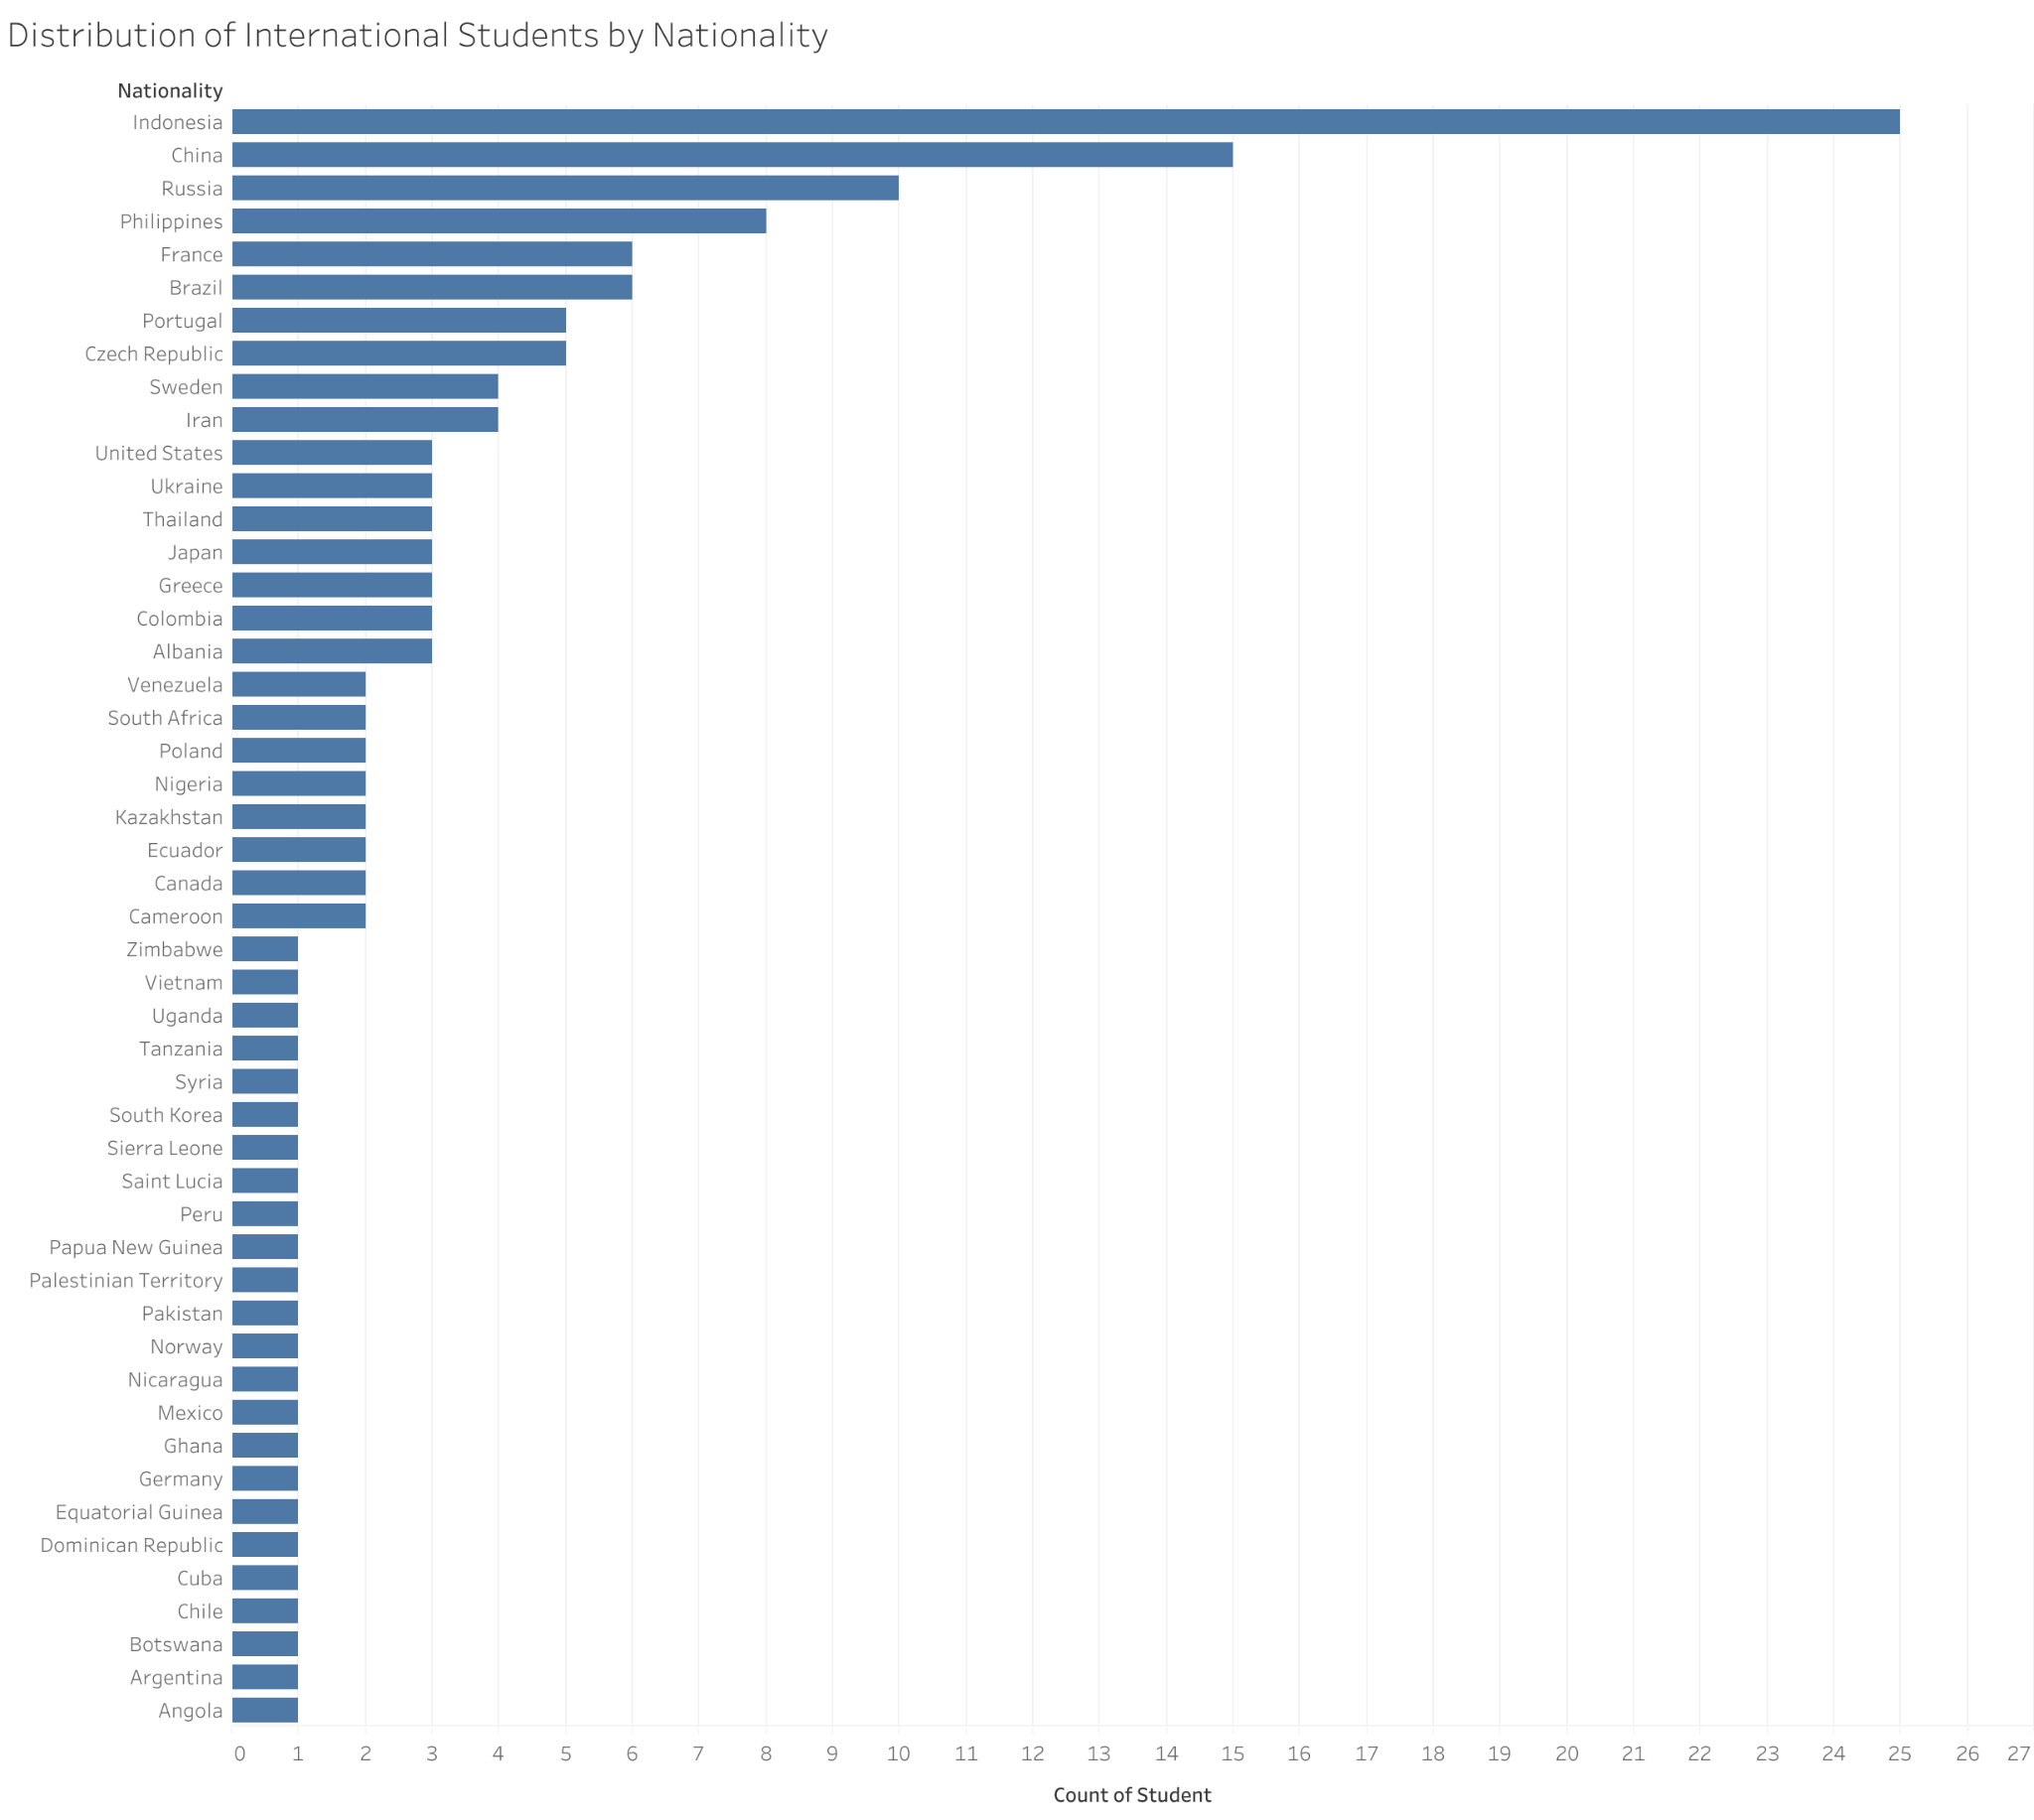 Distribution of International Students by Nationality
Nationality
Indonesia
China
Russia
Philippines
France
Brazil
Portugal
Czech Republic
Sweden
Iran
United States
Ukraine
Thailand
Japan
Greece
Colombia
Albania
Venezuela
South Africa
Poland
Nigeria
Kazakhstan
Ecuador
Canada
Cameroon
Zimbabwe
Vietnam
Uganda
Tanzania
Syria
South Korea
Sierra Leone
Saint Lucia
Peru
Papua New Guinea
Palestinian Territory
Pakistan
Norway
Nicaragua
Mexico
Ghana
Germany
Equatorial Guinea
Dominican Republic
Cuba
Chile
Botswana
Argentina
Angola
0 1 2 3 4 5 6 7 8 9 10 11 12 13 14 15 16 17 18 19 20 21 22 23 24 25 26 27
Count of Student